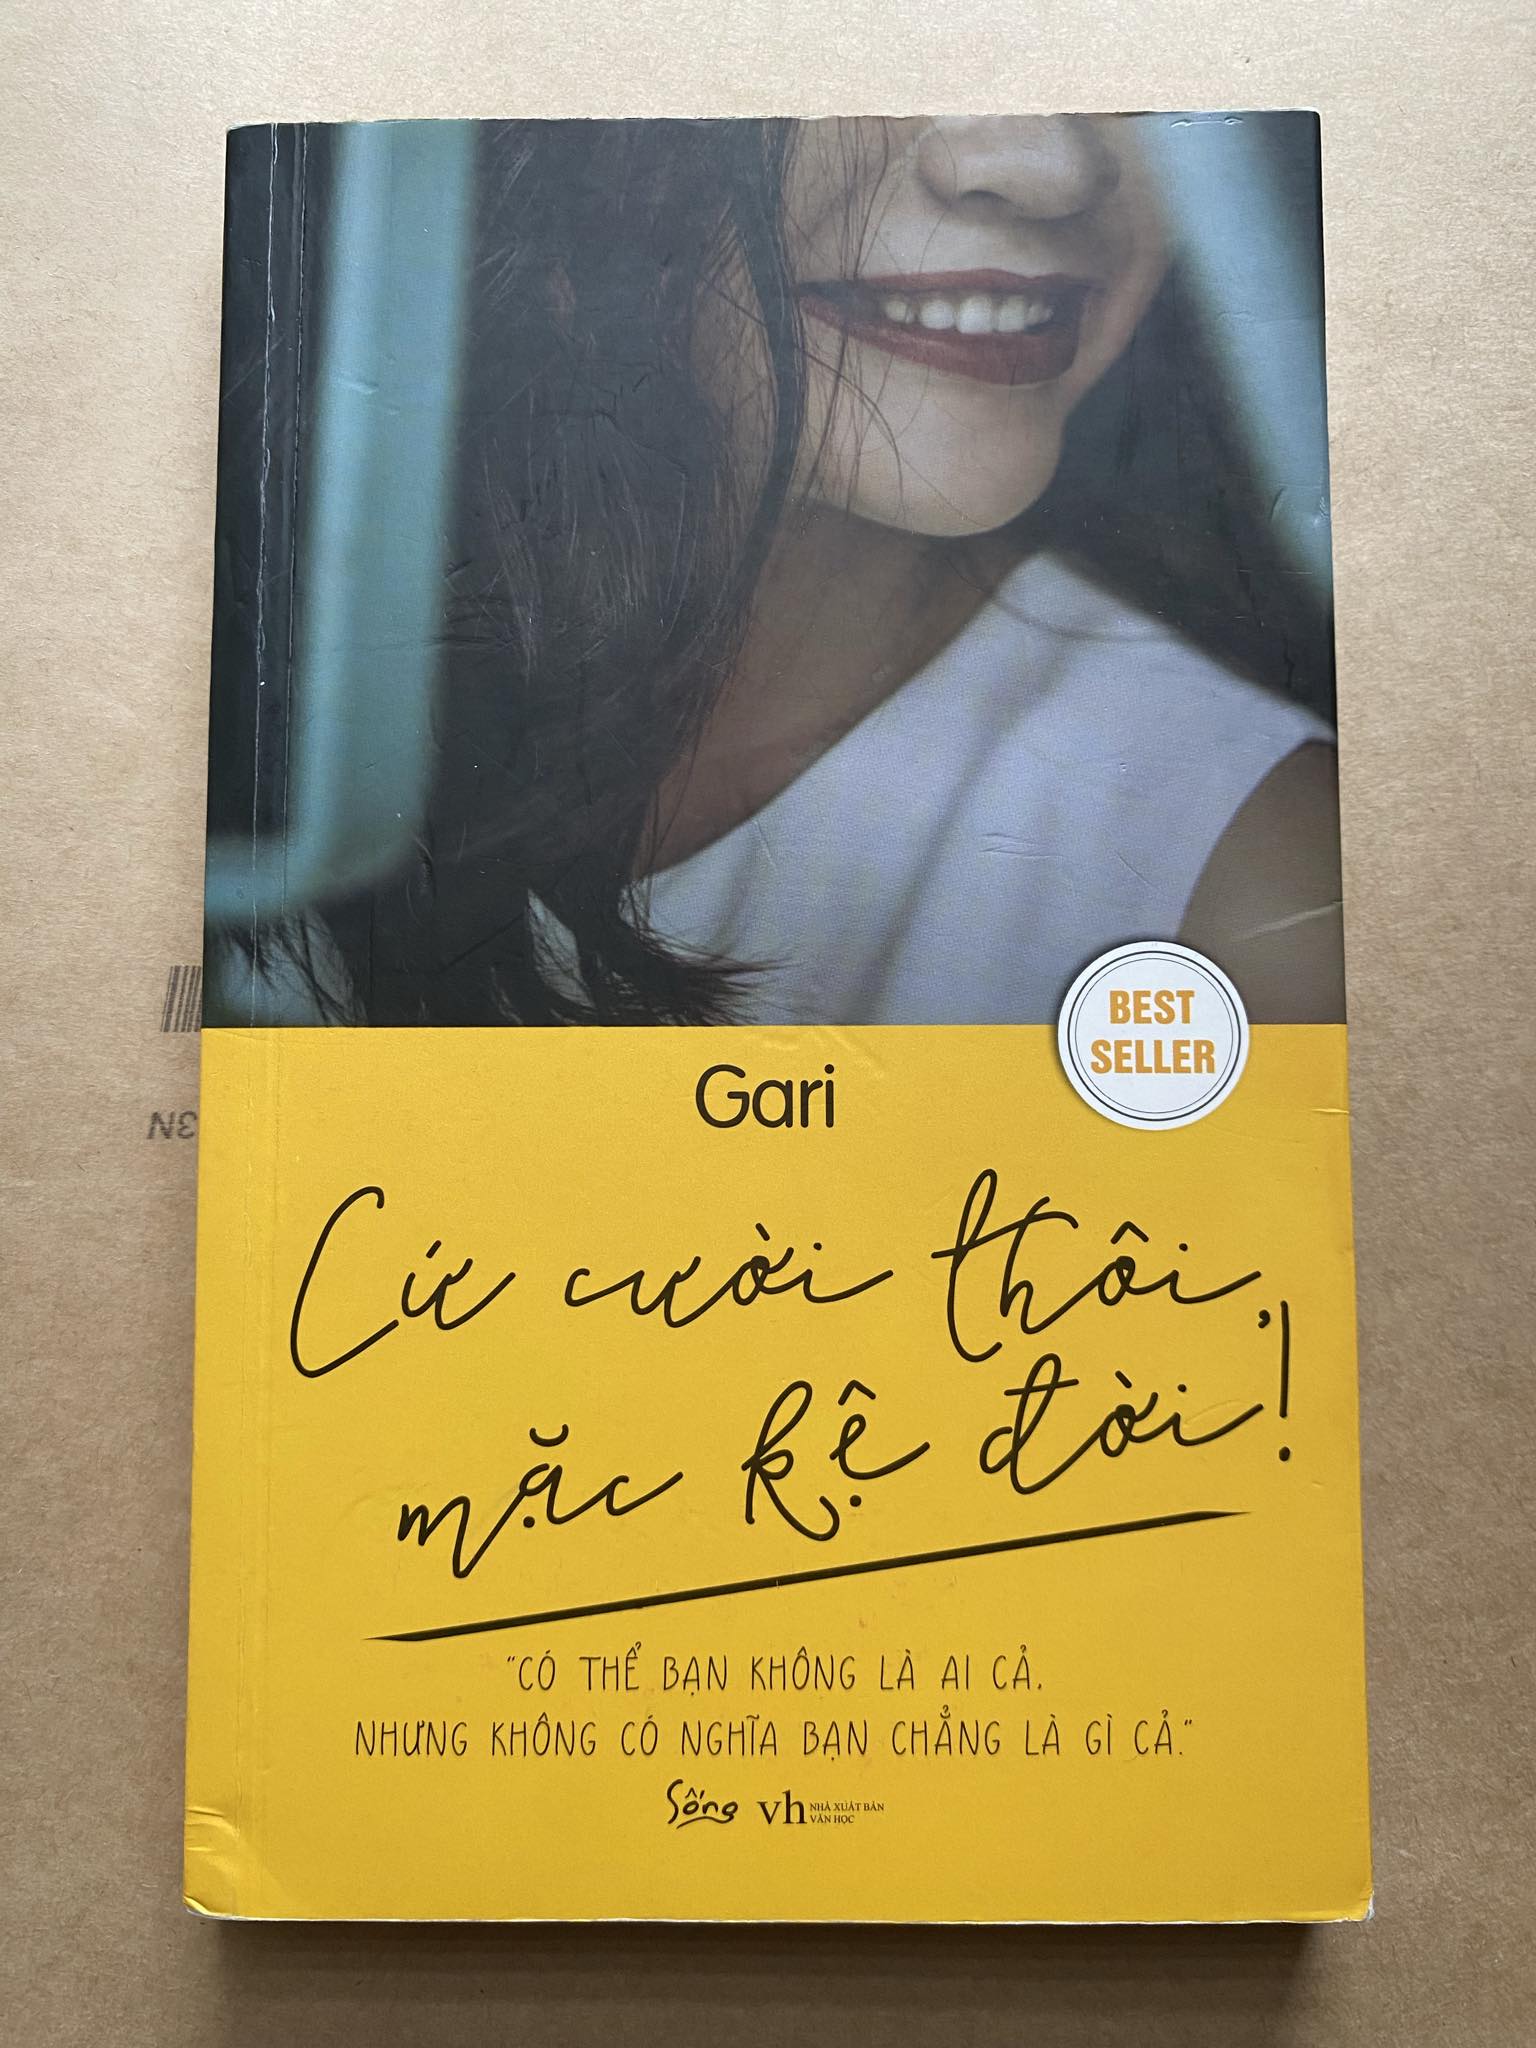 BEST
SELLER
Gari
Cứ cười thôi,
mặc kệ đời!
"CÓ THỂ BẠN KHÔNG LÀ AI CẢ,
NHƯNG KHÔNG CÓ NGHĨA BẠN CHẲNG LÀ GÌ CẢ."
Sống vh NHÀ XUẤT BẢN
VĂN HỌC